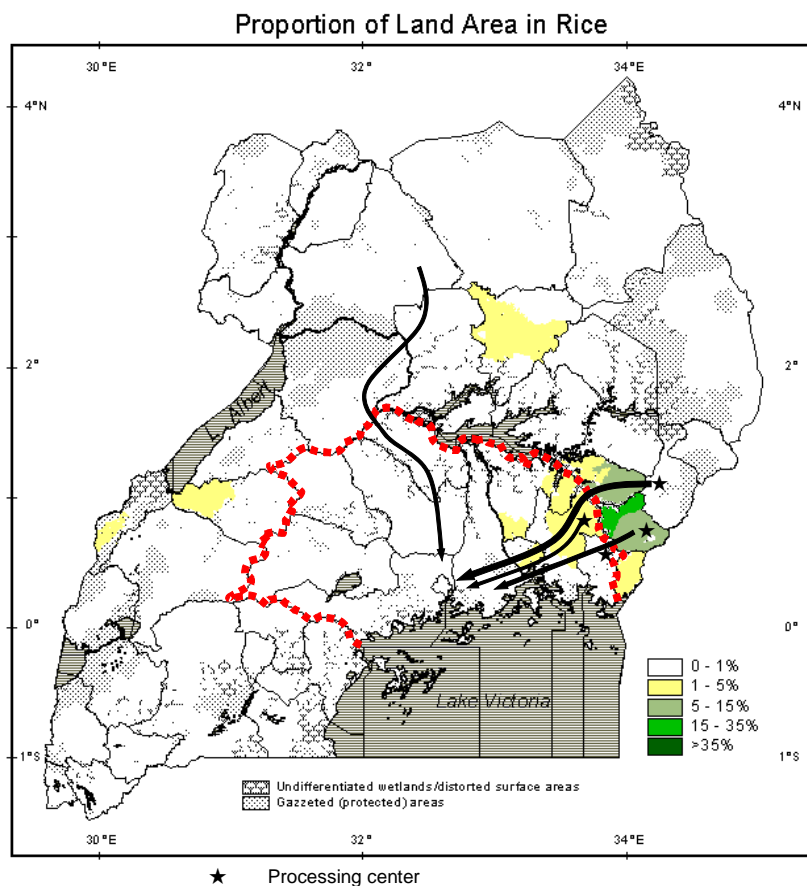 Proportion of Land Area in Rice
30°E 32° 34°E
4°N 4°N
2° 2°
L. Albert
0° 0°
0 - 1%
1 - 5%
5 - 15%
15 - 35%
>35%
Lake Victoria
1°S 1°S
Undifferentiated wetlands/distorted surface areas
Gazzeted (protected) areas
30°E 32° 34°E
★ Processing center